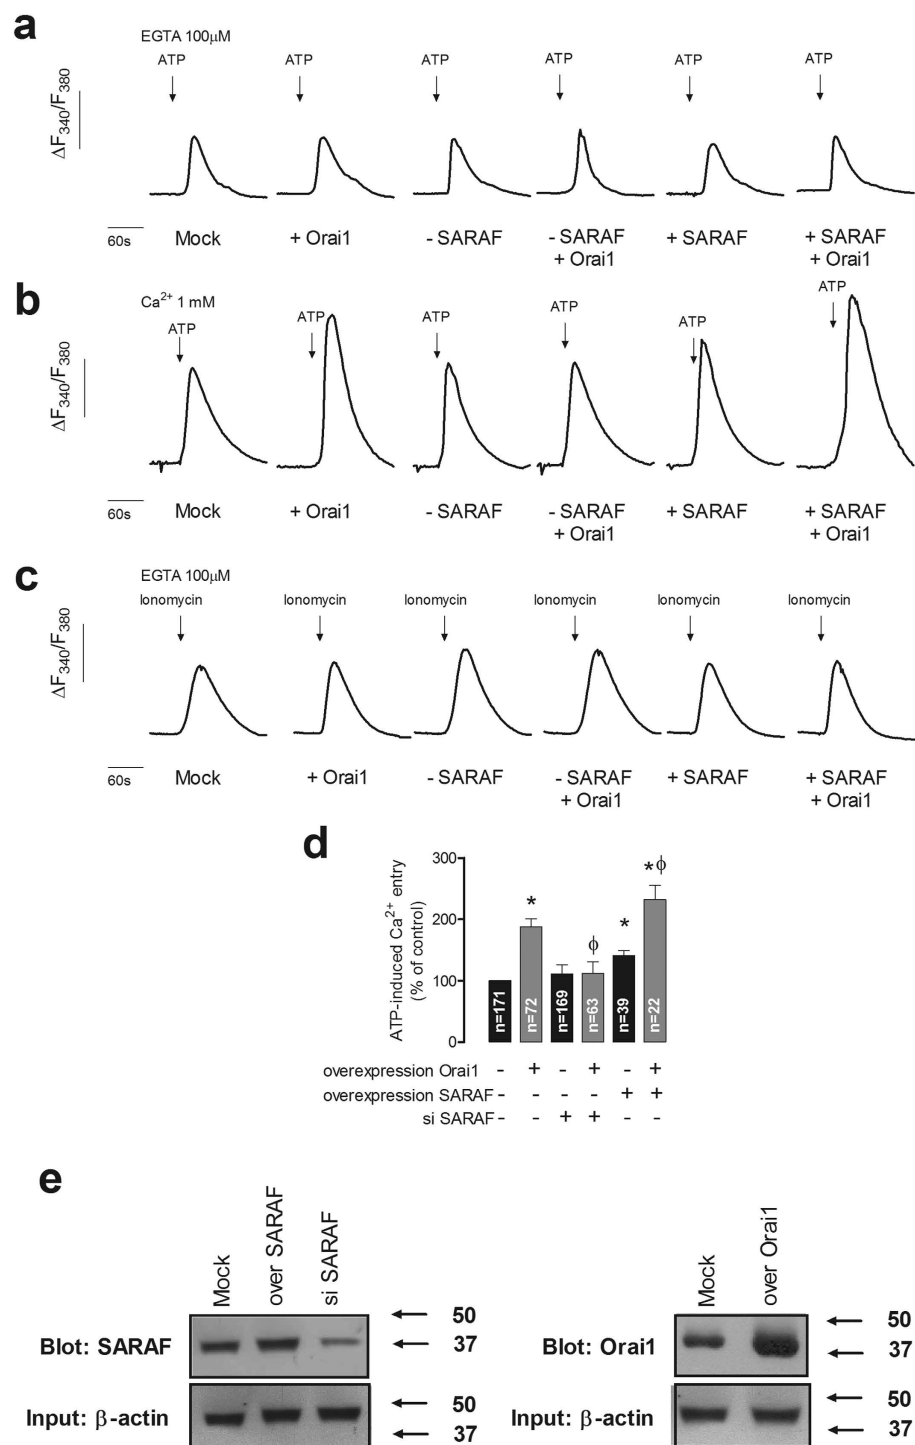 a
EGTA 100µM
ATP ATP ATP ATP ATP ATP
ΔF340/F380
60s
Mock + Orai1 - SARAF - SARAF + SARAF + SARAF
+ Orai1 + Orai1
b
Ca2+ 1 mM
ATP ATP ATP ATP ATP ATP
ΔF340/F380
60s
Mock + Orai1 - SARAF - SARAF + SARAF + SARAF
+ Orai1 + Orai1
c
EGTA 100µM
Ionomycin Ionomycin Ionomycin Ionomycin Ionomycin Ionomycin
ΔF340/F380
60s
Mock + Orai1 - SARAF - SARAF + SARAF + SARAF
+ Orai1 + Orai1
d
ATP-induced Ca2+ entry
(% of control)
300
200
100
0
* ϕ * *ϕ
n=171 n=72 n=169 n=63 n=39 n=22
overexpression Orai1 - + - + - +
overexpression SARAF - - - - + +
si SARAF - - + + - -
e
Mock over SARAF si SARAF
Blot: SARAF
50
37
Input: β-actin
50
37
Mock over Orai1
Blot: Orai1
50
37
Input: β-actin
50
37